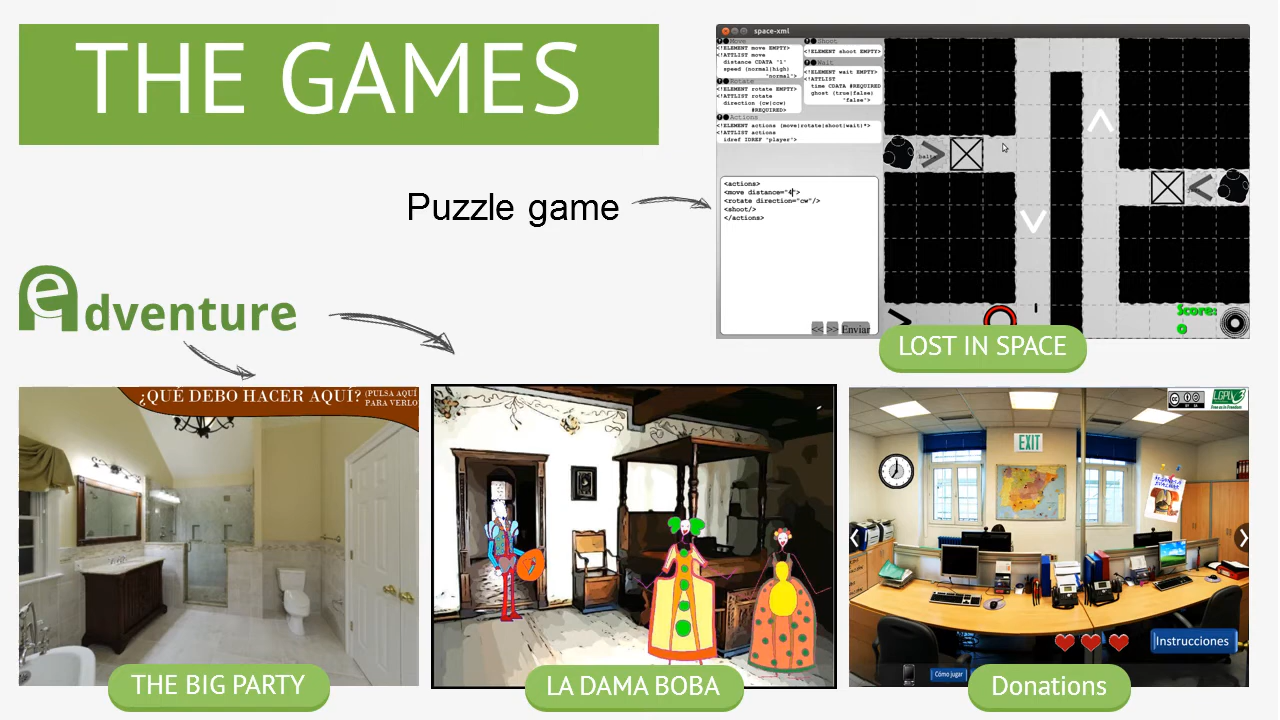 THE GAMES
space-xml
Move
<!ELEMENT move EMPTY>
<!ATTLIST move
distance CDATA "1"
speed (normal|high)
"normal">
Rotate
<!ELEMENT rotate EMPTY>
<!ATTLIST rotate
direction (cw|ccw)
#REQUIRED>
Shoot
<!ELEMENT shoot EMPTY>
Wait
<!ELEMENT wait EMPTY>
<!ATTLIST
time CDATA #REQUIRED
ghost (true|false)
"false">
Actions
<!ELEMENT actions (move|rotate|shoot|wait)*>
<!ATTLIST actions
idref IDREF "player">
<actions>
<move distance="4">
<rotate direction="cw"/>
<shoot/>
</actions>
<< >> Enviar
Score:
0
Puzzle game
LOST IN SPACE
eAdventure
¿QUÉ DEBO HACER AQUÍ? (PULSA AQUÍ
PARA VERLO
THE BIG PARTY
LA DAMA BOBA
EXIT
Cómo jugar
Instrucciones
Donations